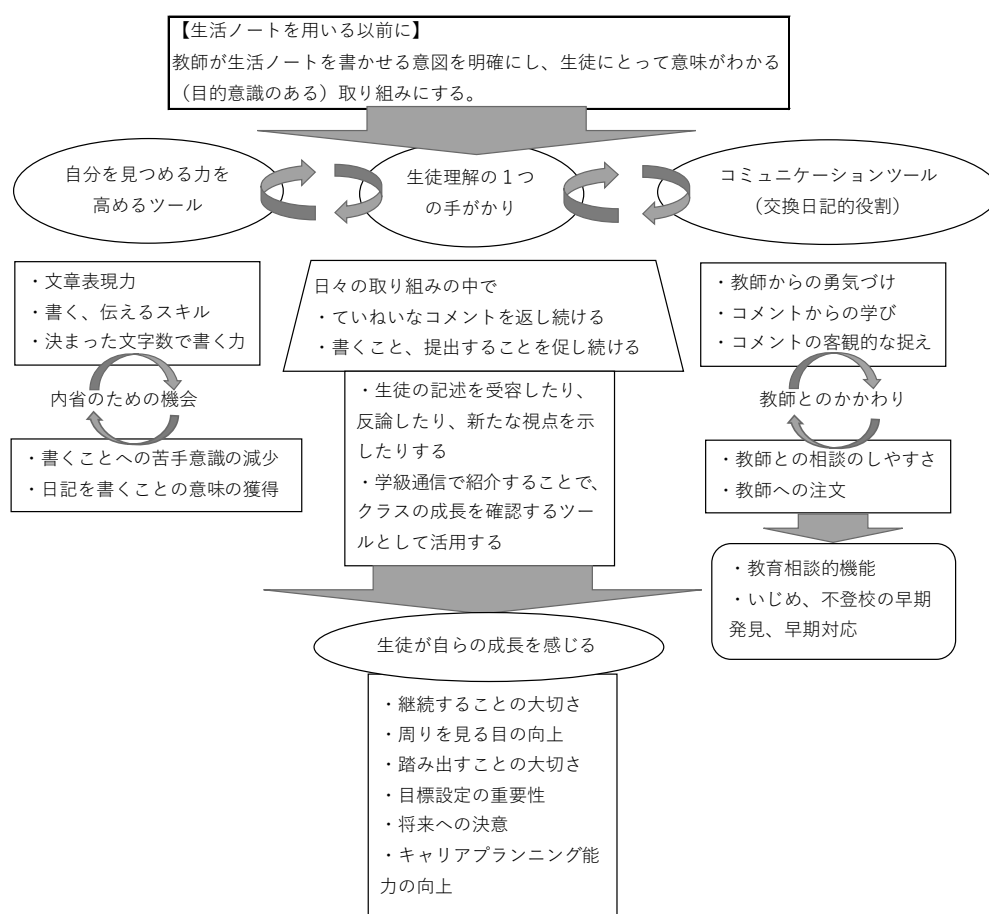 【生活ノートを用いる以前に】
教師が生活ノートを書かせる意図を明確にし、生徒にとって意味がわかる
（目的意識のある）取り組みにする。
自分を見つめる力を
高めるツール
生徒理解の１つ
の手がかり
コミュニケーションツール
（交換日記的役割）
・文章表現力
・書く、伝えるスキル
・決まった文字数で書く力
内省のための機会
・書くことへの苦手意識の減少
・日記を書くことの意味の獲得
日々の取り組みの中で
・ていねいなコメントを返し続ける
・書くこと、提出することを促し続ける
・生徒の記述を受容したり、
反論したり、新たな視点を示
したりする
・学級通信で紹介することで、
クラスの成長を確認するツ
ールとして活用する
・教師からの勇気づけ
・コメントからの学び
・コメントの客観的な捉え
教師とのかかわり
・教師との相談のしやすさ
・教師への注文
・教育相談的機能
・いじめ、不登校の早期
発見、早期対応
生徒が自らの成長を感じる
・継続することの大切さ
・周りを見る目の向上
・踏み出すことの大切さ
・目標設定の重要性
・将来への決意
・キャリアプランニング能
力の向上